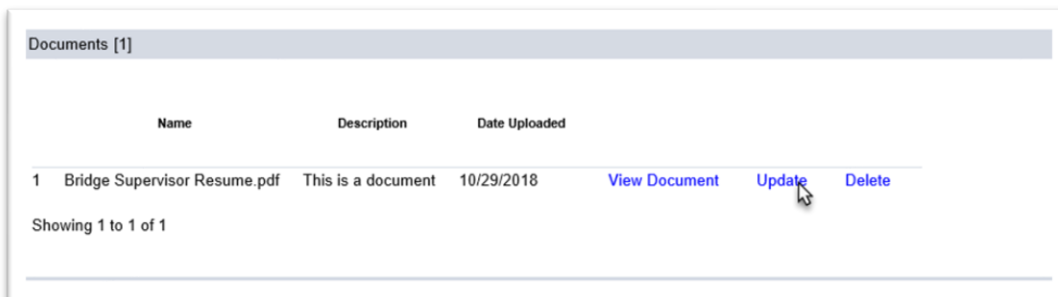 Documents [1]
Name Description Date Uploaded
1 Bridge Supervisor Resume.pdf This is a document 10/29/2018 View Document Update Delete
Showing 1 to 1 of 1